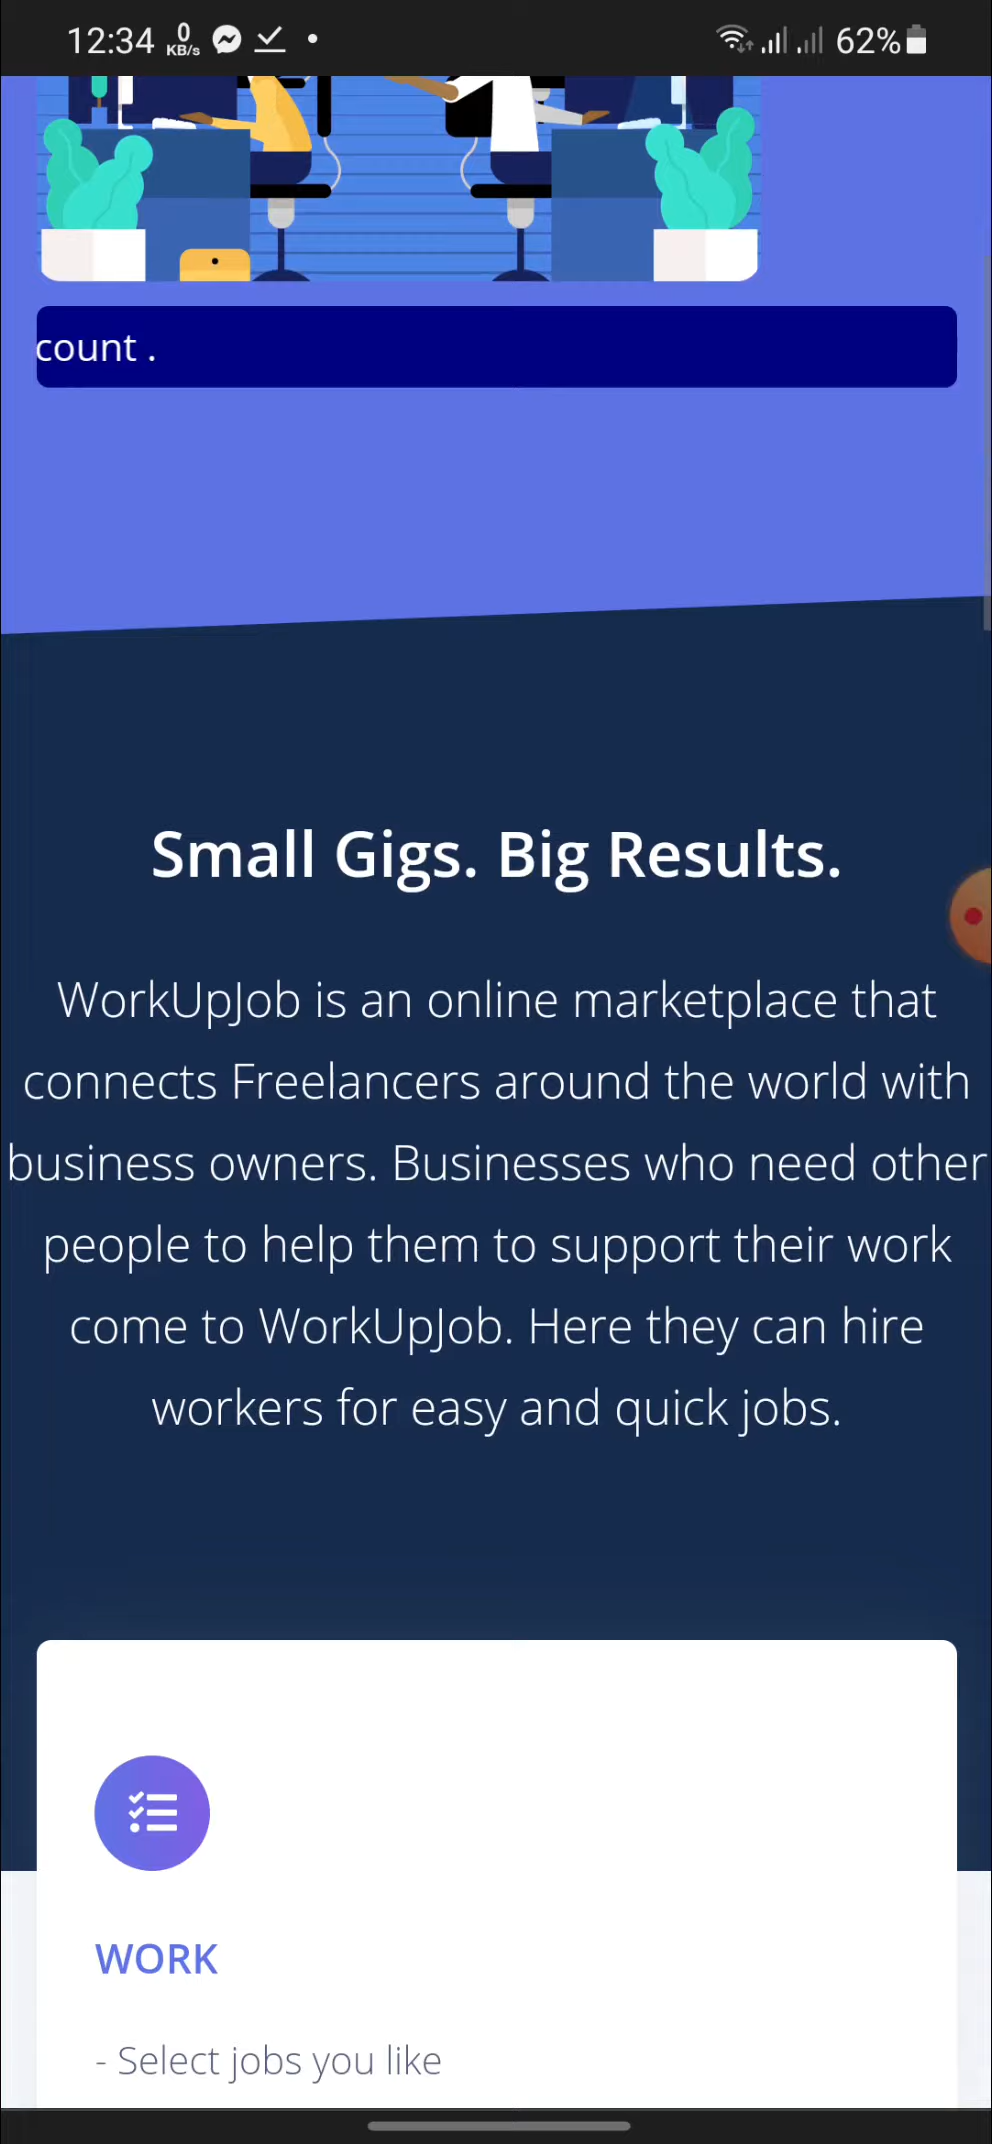 12:34 0 KB/s 62%
count .
Small Gigs. Big Results.
WorkUpJob is an online marketplace that
connects Freelancers around the world with
business owners. Businesses who need other
people to help them to support their work
come to WorkUpJob. Here they can hire
workers for easy and quick jobs.
WORK
- Select jobs you like